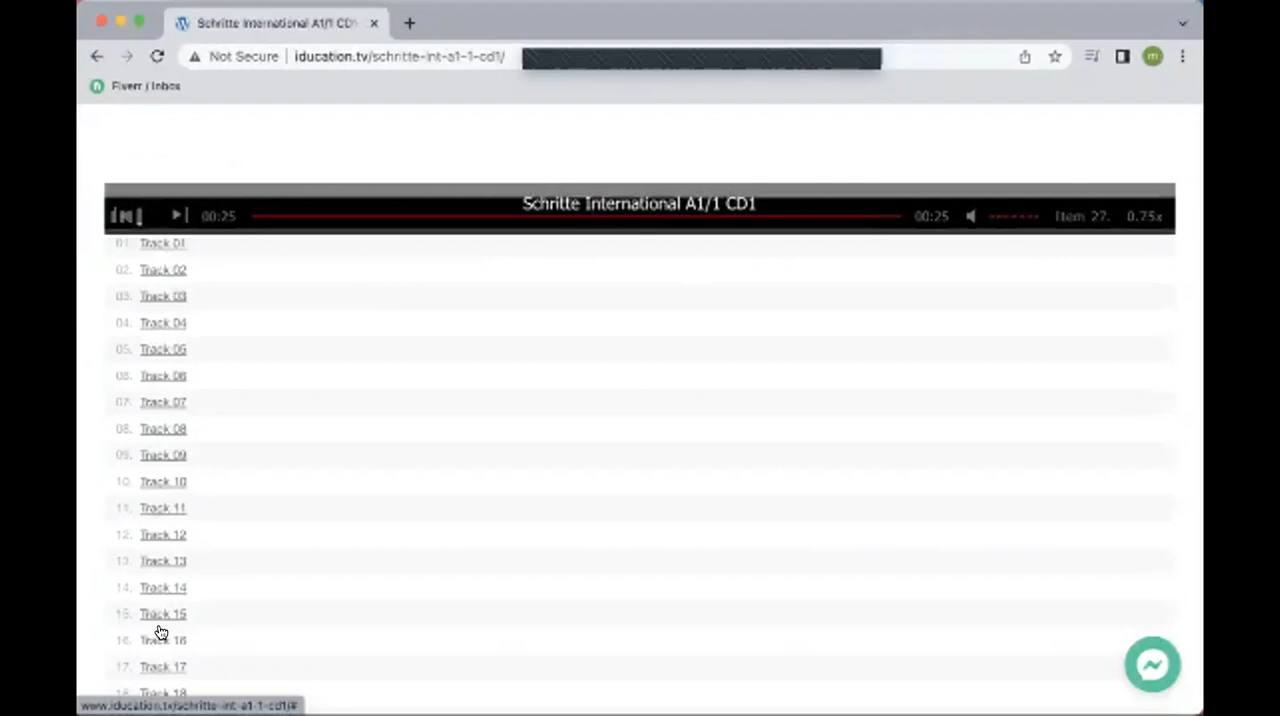 Schritte International A1/1 CD1
Not Secure | iducation.tv/schritte-int-a1-1-cd1/
m
Fiverr / Inbox
Schritte International A1/1 CD1
00:25 00:25 Item 27. 0.75x
01. Track 01
02. Track 02
03. Track 03
04. Track 04
05. Track 05
06. Track 06
07. Track 07
08. Track 08
09. Track 09
10. Track 10
11. Track 11
12. Track 12
13. Track 13
14. Track 14
15. Track 15
16. Track 16
17. Track 17
18. Track 18
www.iducation.tv/schritte-int-a1-1-cd1/#